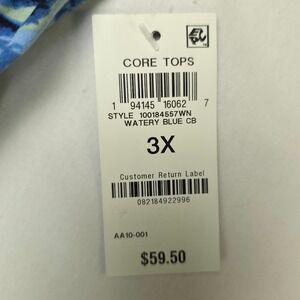 CORE TOPS
1 94145 16062 7
STYLE 100184557WN
WATERY BLUE CB
3X
Customer Return Label
082184922996
AA10-001
$59.50